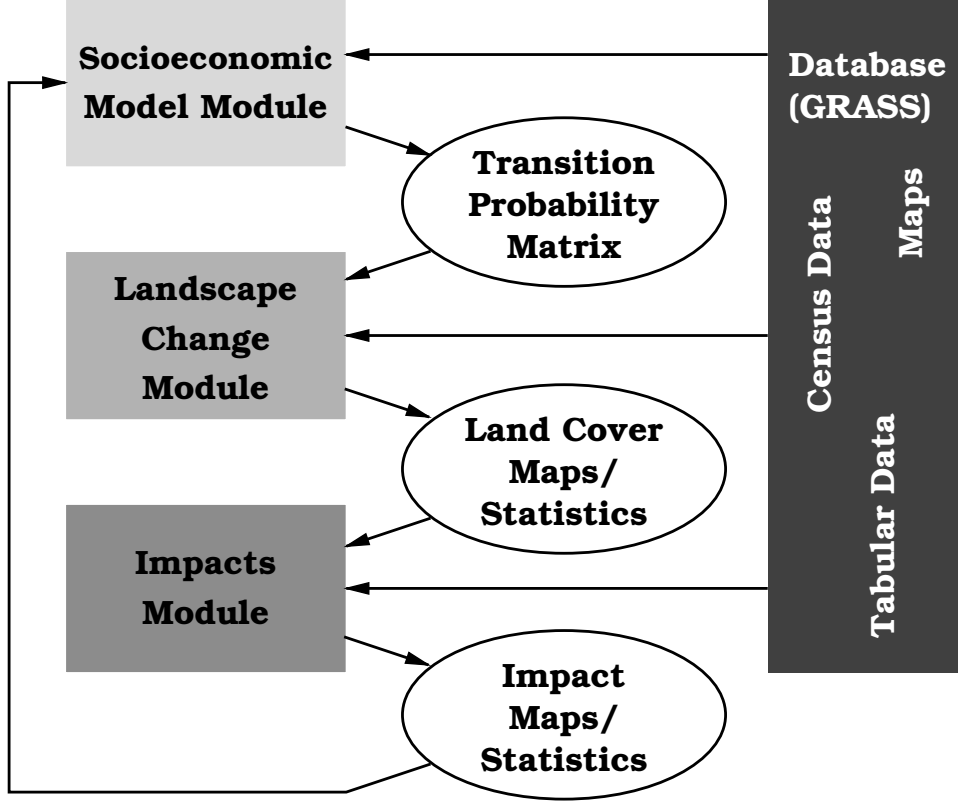 Socioeconomic
Model Module
Database
(GRASS)
Transition
Probability
Matrix
Maps
Census Data
Landscape
Change
Module
Land Cover
Maps/
Statistics
Tabular Data
Impacts
Module
Impact
Maps/
Statistics